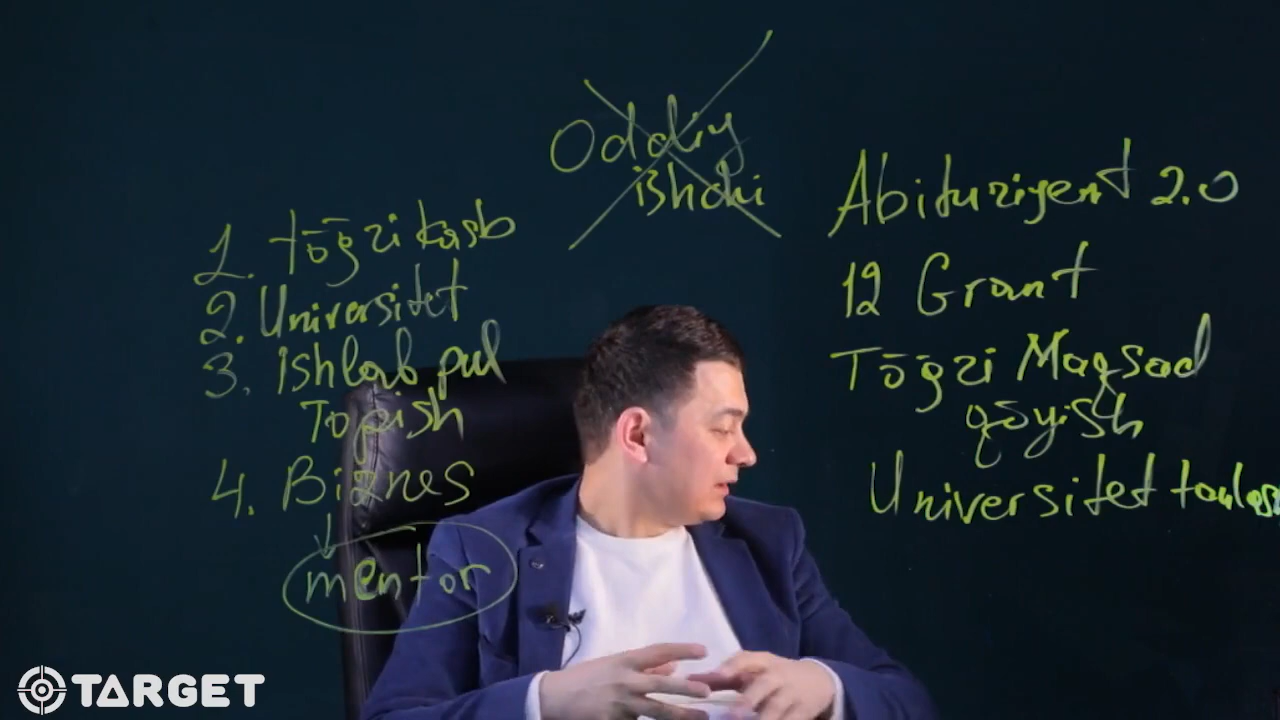 Oddiy
ishchi
1. tōgri kasb
2. Universitet
3. Ishlab pul
Topish
4. Biznes
mentor
Abituriyent 2.0
12 Grant
Tōgri Maqsad
qōyish
Universitet tanlash
TARGET